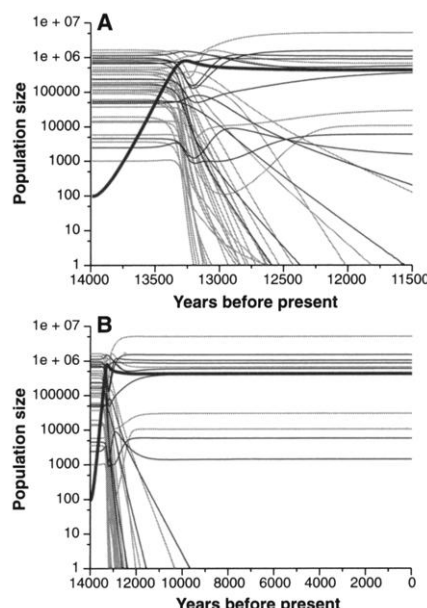 A
1e + 07
1e + 06
100000
10000
1000
100
1
Population size
14000 13500 13000 12500 12000 11500
Years before present
B
1e + 07
1e + 06
100000
10000
1000
100
1
Population size
14000 12000 10000 8000 6000 4000 2000 0
Years before present